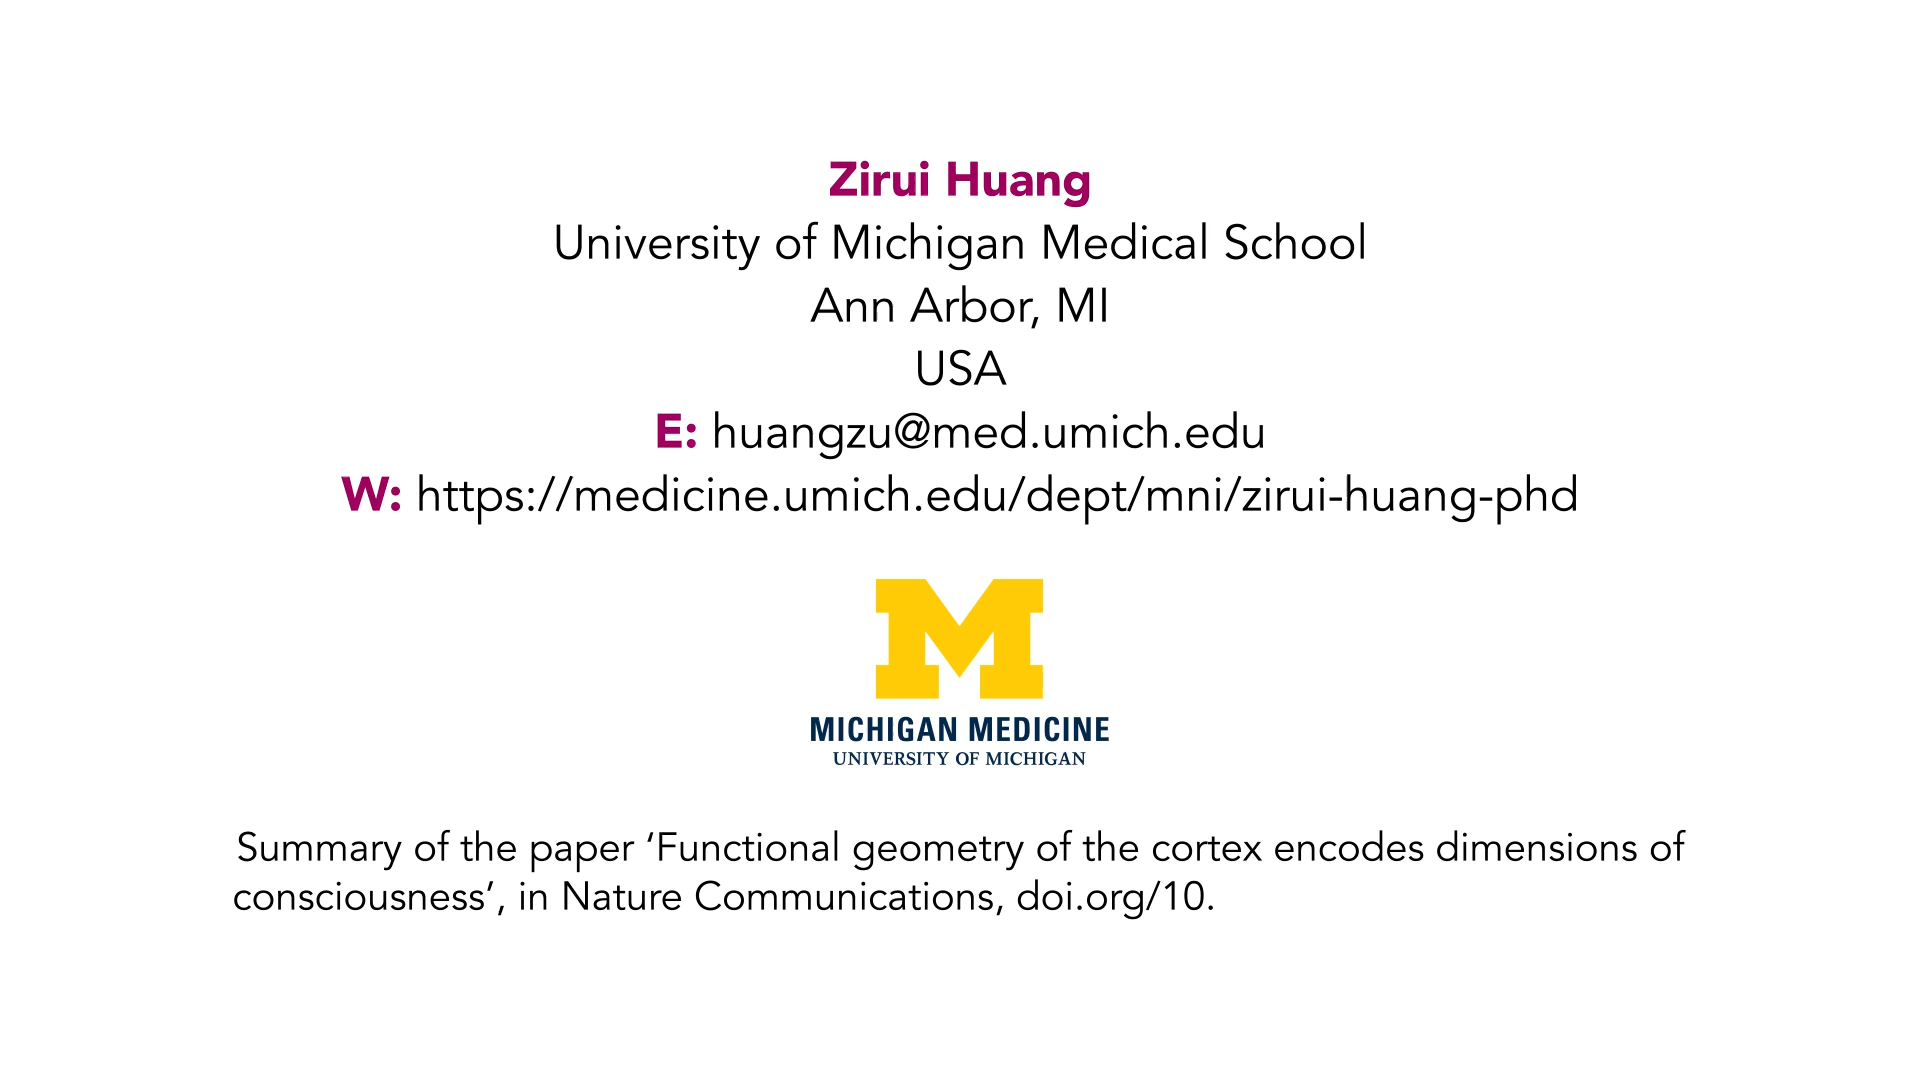 Zirui Huang
University of Michigan Medical School
Ann Arbor, MI
USA
E: huangzu@med.umich.edu
W: https://medicine.umich.edu/dept/mni/zirui-huang-phd
M
MICHIGAN MEDICINE
UNIVERSITY OF MICHIGAN
Summary of the paper ‘Functional geometry of the cortex encodes dimensions of
consciousness’, in Nature Communications, doi.org/10.